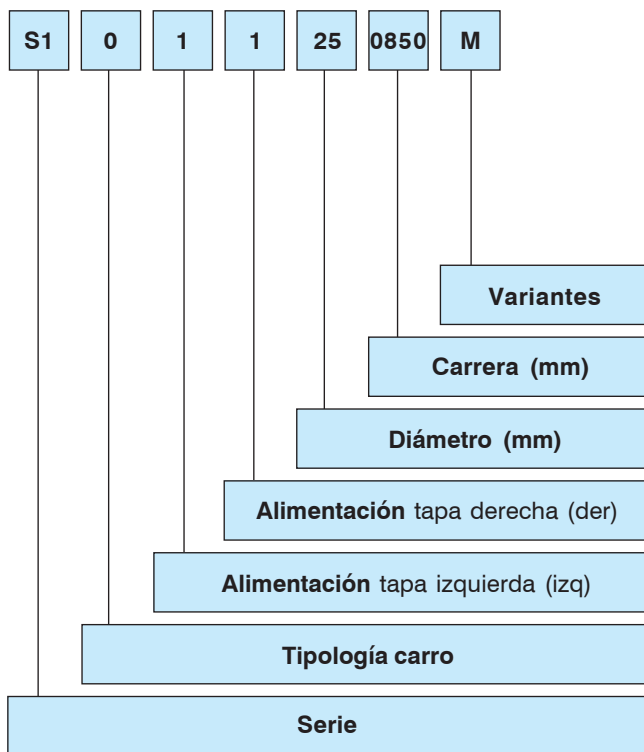 S1 0 1 1 25 0850 M
Variantes
Carrera (mm)
Diámetro (mm)
Alimentación tapa derecha (der)
Alimentación tapa izquierda (izq)
Tipología carro
Serie